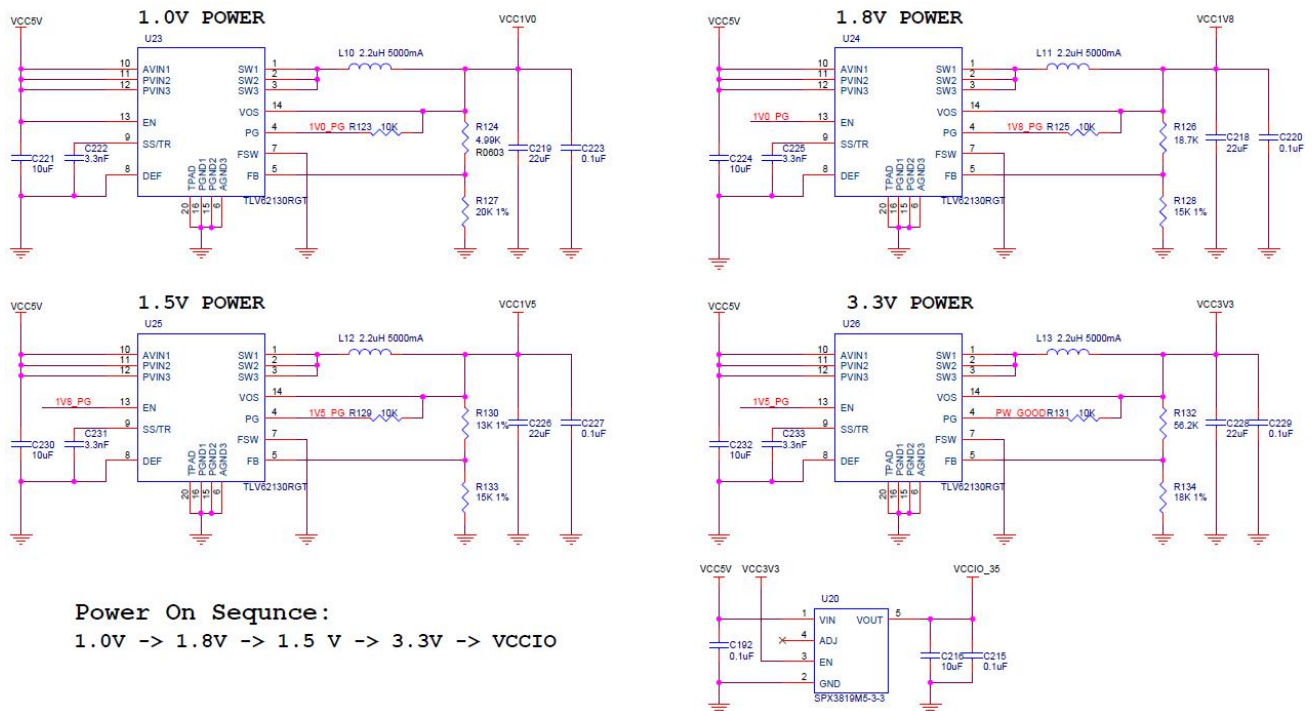 1.0V POWER
VCC5V
VCC1V0
U23
L10 2.2uH 5000mA
10 AVIN1 SW1 1
11 PVIN2 SW2 2
12 PVIN3 SW3 3
VOS 14
13 EN PG 4 1V0_PG R123 10K
9 SS/TR
FSW 7
8 DEF FB 5
TPAD PGND1 PGND2 AGND3
20 16 15 6
TLV62130RGT
C221
10uF
C222
3.3nF
R124
4.99K
R0603
R127
20K 1%
C219
22uF
C223
0.1uF
1.8V POWER
VCC5V
VCC1V8
U24
L11 2.2uH 5000mA
10 AVIN1 SW1 1
11 PVIN2 SW2 2
12 PVIN3 SW3 3
VOS 14
1V0_PG 13 EN PG 4 1V8_PG R125 10K
9 SS/TR
FSW 7
8 DEF FB 5
TPAD PGND1 PGND2 AGND3
20 16 15 6
TLV62130RGT
C224
10uF
C225
3.3nF
R126
18.7K
R128
15K 1%
C218
22uF
C220
0.1uF
1.5V POWER
VCC5V
VCC1V5
U25
L12 2.2uH 5000mA
10 AVIN1 SW1 1
11 PVIN2 SW2 2
12 PVIN3 SW3 3
VOS 14
1V8_PG 13 EN PG 4 1V5_PG R129 10K
9 SS/TR
FSW 7
8 DEF FB 5
TPAD PGND1 PGND2 AGND3
20 16 15 6
TLV62130RGT
C230
10uF
C231
3.3nF
R130
13K 1%
R133
15K 1%
C226
22uF
C227
0.1uF
3.3V POWER
VCC5V
VCC3V3
U26
L13 2.2uH 5000mA
10 AVIN1 SW1 1
11 PVIN2 SW2 2
12 PVIN3 SW3 3
VOS 14
1V5_PG 13 EN PG 4 PW_GOOD R131 10K
9 SS/TR
FSW 7
8 DEF FB 5
TPAD PGND1 PGND2 AGND3
20 16 15 6
TLV62130RGT
C232
10uF
C233
3.3nF
R132
56.2K
R134
18K 1%
C228
22uF
C229
0.1uF
Power On Sequnce:
1.0V -> 1.8V -> 1.5 V -> 3.3V -> VCCIO
VCC5V VCC3V3 VCCIO_35
U20
1 VIN VOUT 5
4 ADJ
3 EN
2 GND
SPX3819M5-3-3
C192
0.1uF
C216
10uF
C215
0.1uF